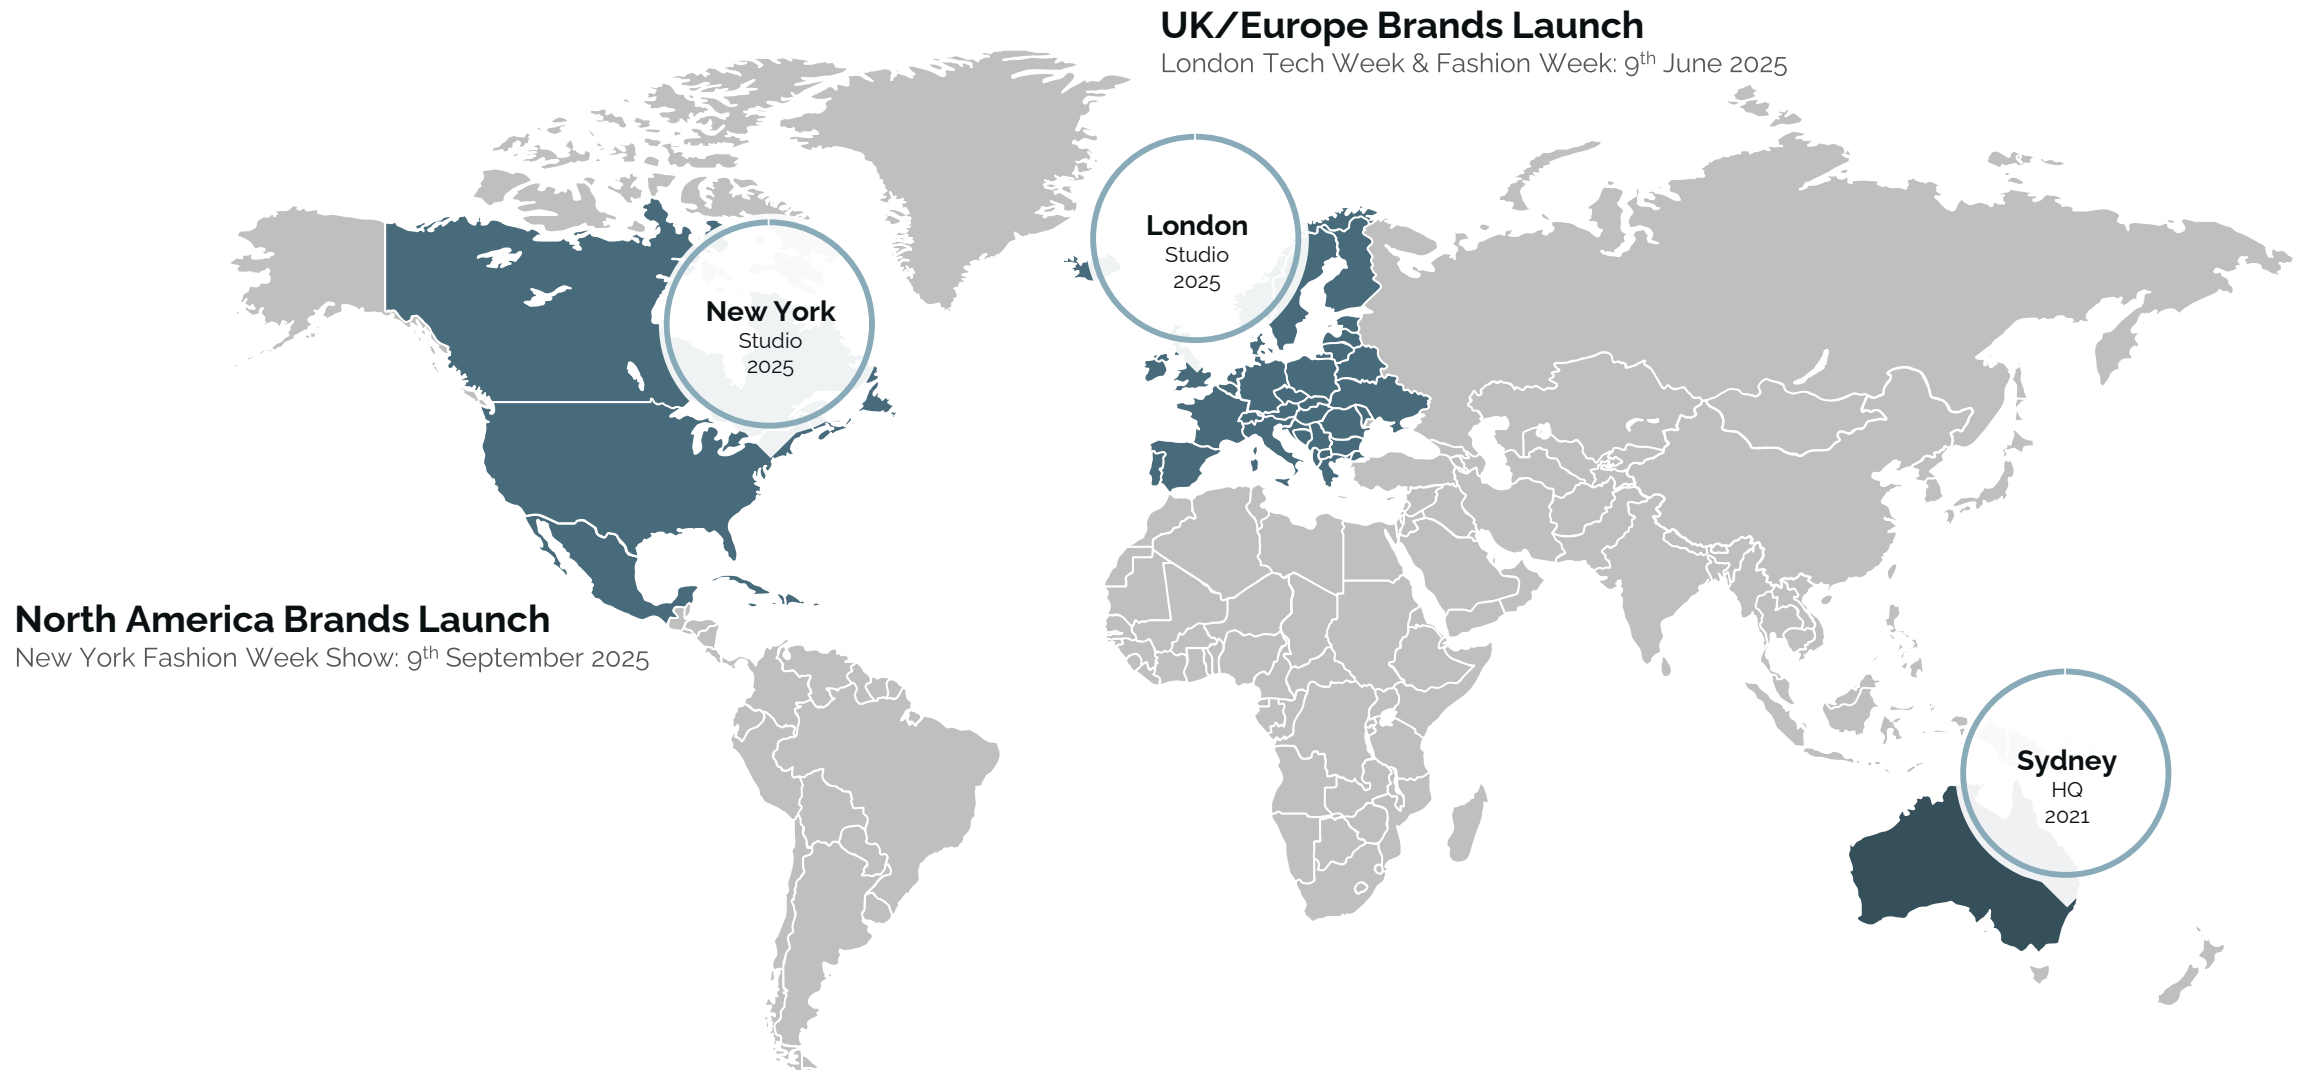 UK/Europe Brands Launch
London Tech Week & Fashion Week: 9th June 2025
London
Studio
2025
New York
Studio
2025
North America Brands Launch
New York Fashion Week Show: 9th September 2025
Sydney
HQ
2021